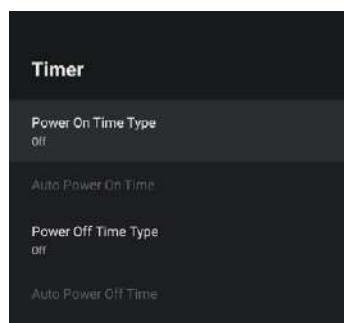 Timer
Power On Time Type
Off
Auto Power On Time
Power Off Time Type
Off
Auto Power Off Time